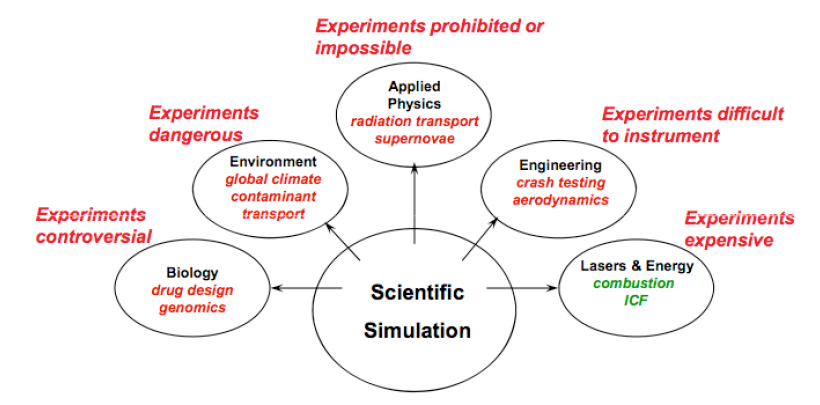 Experiments prohibited or
impossible
Applied
Physics
radiation transport
supernovae
Experiments
dangerous
Environment
global climate
contaminant
transport
Experiments difficult
to instrument
Engineering
crash testing
aerodynamics
Experiments
controversial
Biology
drug design
genomics
Experiments
expensive
Lasers & Energy
combustion
ICF
Scientific
Simulation